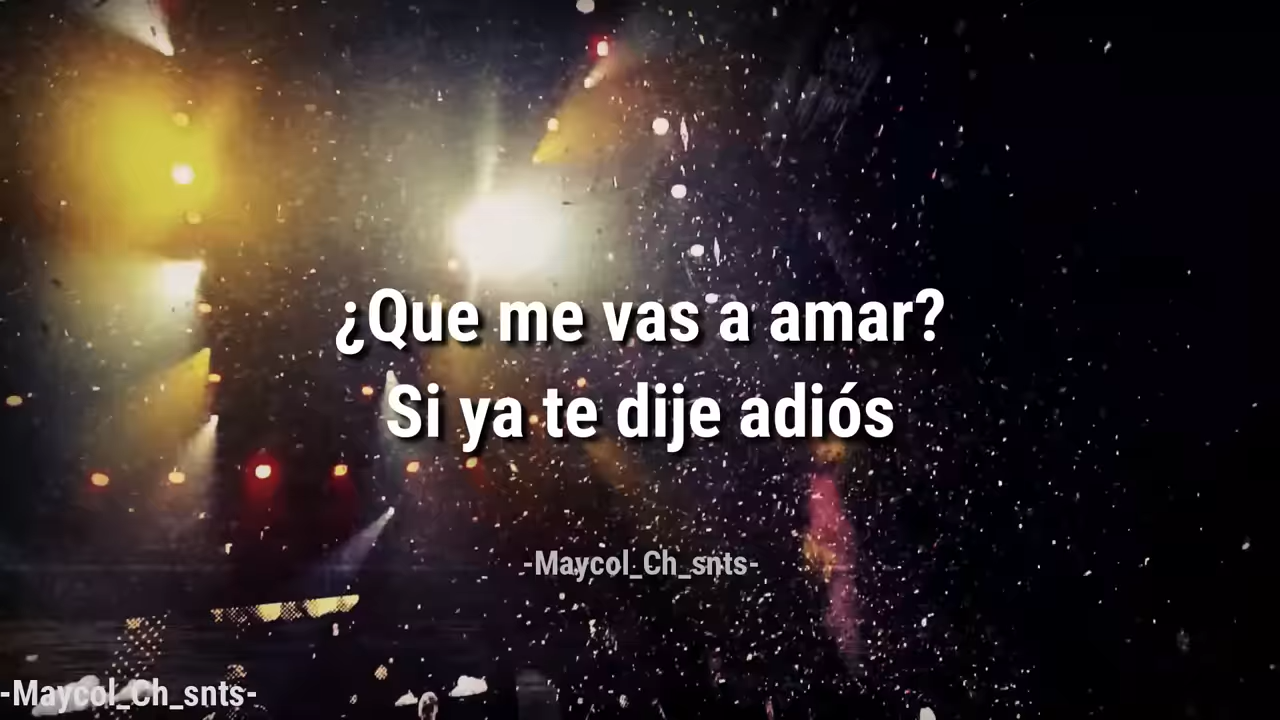 ¿Que me vas a amar?
Si ya te dije adiós
-Maycol_Ch_snts-
-Maycol_Ch_snts-